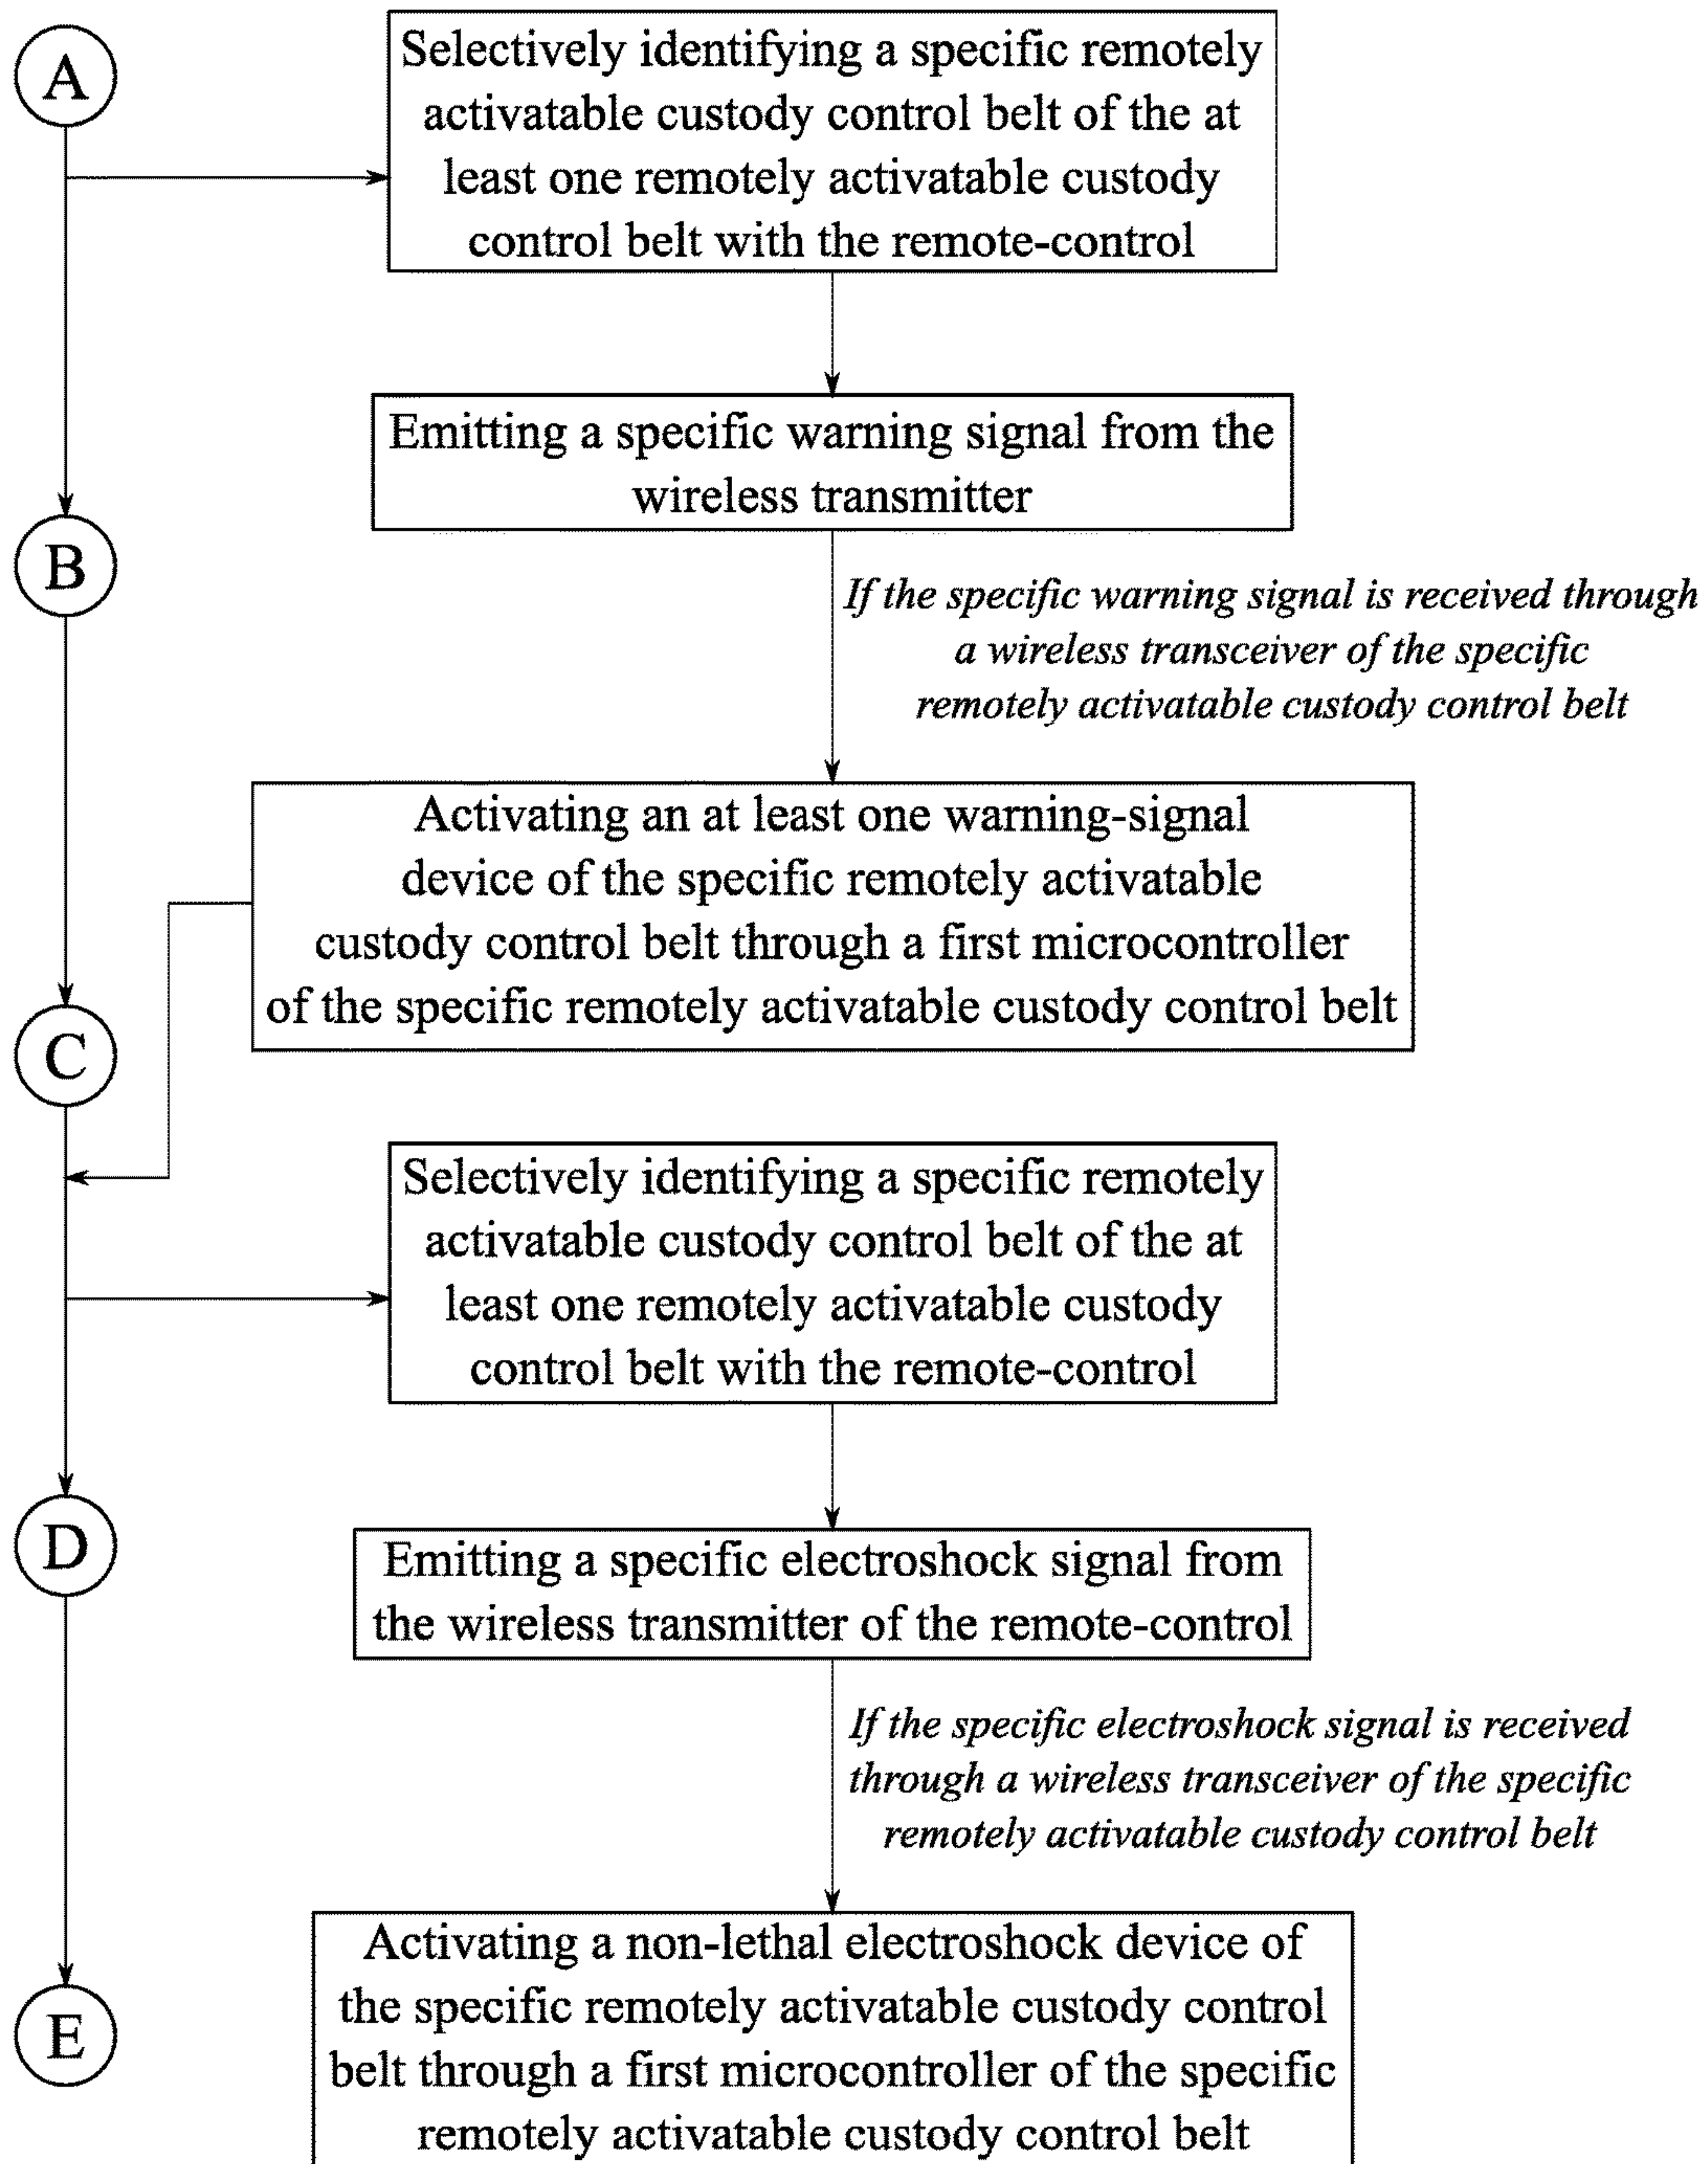 A
Selectively identifying a specific remotely
activatable custody control belt of the at
least one remotely activatable custody
control belt with the remote-control
Emitting a specific warning signal from the
wireless transmitter
B
If the specific warning signal is received through
a wireless transceiver of the specific
remotely activatable custody control belt
Activating an at least one warning-signal
device of the specific remotely activatable
custody control belt through a first microcontroller
of the specific remotely activatable custody control belt
C
Selectively identifying a specific remotely
activatable custody control belt of the at
least one remotely activatable custody
control belt with the remote-control
D
Emitting a specific electroshock signal from
the wireless transmitter of the remote-control
If the specific electroshock signal is received
through a wireless transceiver of the specific
remotely activatable custody control belt
E
Activating a non-lethal electroshock device of
the specific remotely activatable custody control
belt through a first microcontroller of the specific
remotely activatable custody control belt